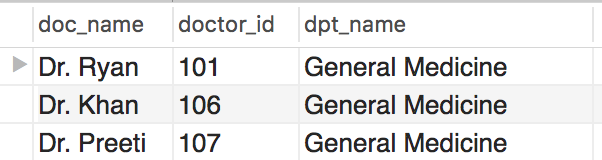 doc_name doctor_id dpt_name
Dr. Ryan 101 General Medicine
Dr. Khan 106 General Medicine
Dr. Preeti 107 General Medicine